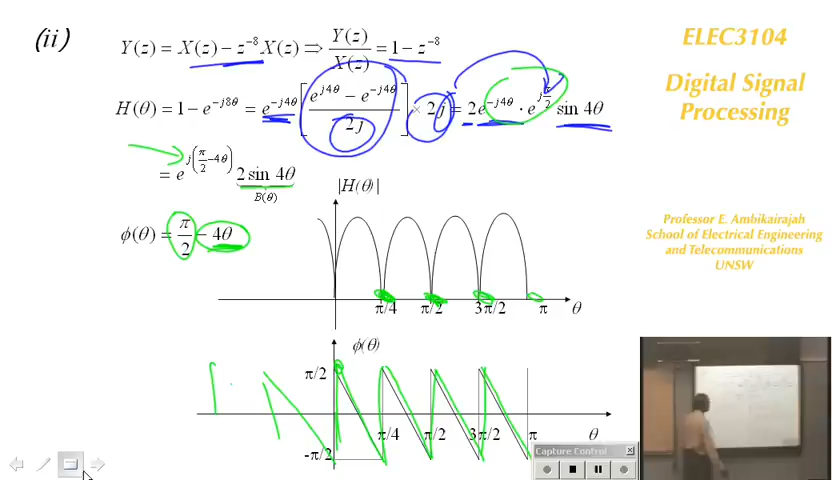 (ii)
Y(z) = X(z) − z⁻⁸ X(z) ⇒ Y(z)/X(z) = 1 − z⁻⁸
H(θ) = 1 − e^{−j8θ} = e^{−j4θ} [ (e^{j4θ} − e^{−j4θ}) / 2j ] × 2j = 2e^{−j4θ} · e^{jπ/2} sin 4θ
= e^{j(π/2 − 4θ)} 2 sin 4θ
B(θ)
φ(θ) = π/2 − 4θ
|H(θ)|
π/4 π/2 3π/2 π θ
φ(θ)
π/2
π/4 π/2 3π/2 π θ
-π/2
ELEC3104
Digital Signal
Processing
Professor E. Ambikairajah
School of Electrical Engineering
and Telecommunications
UNSW
Capture Control